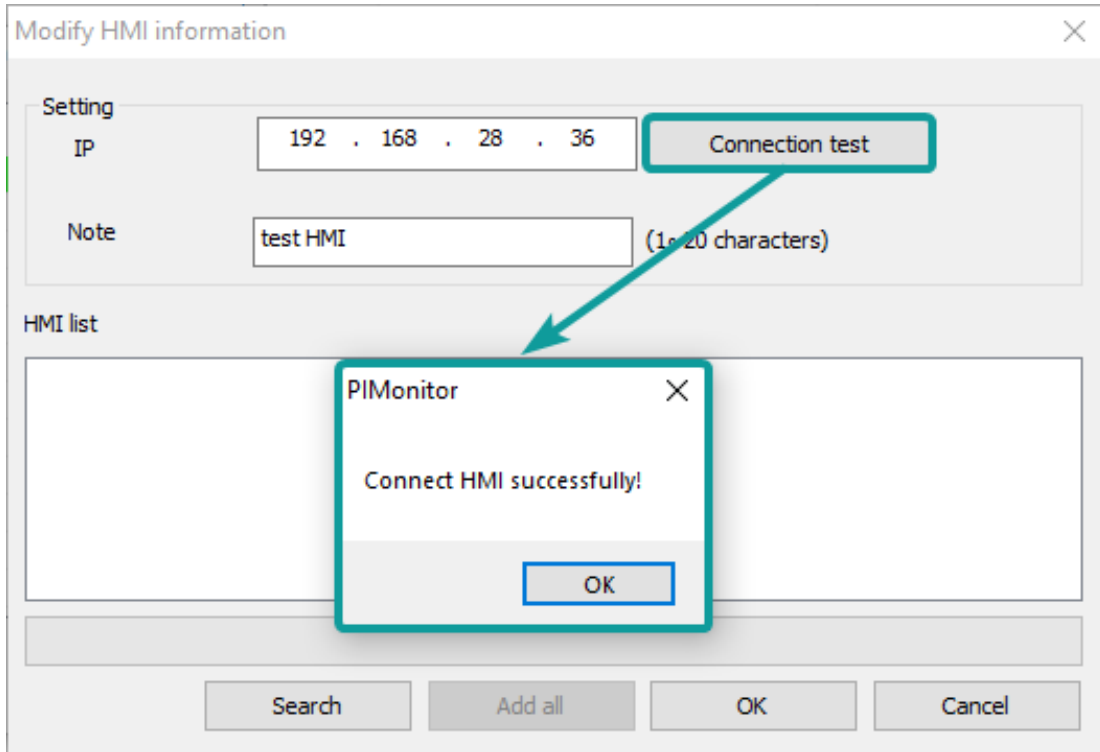 Modify HMI information
Setting
IP
192 . 168 . 28 . 36
Connection test
Note
test HMI
(1~20 characters)
HMI list
PIMonitor
Connect HMI successfully!
OK
Search
Add all
OK
Cancel